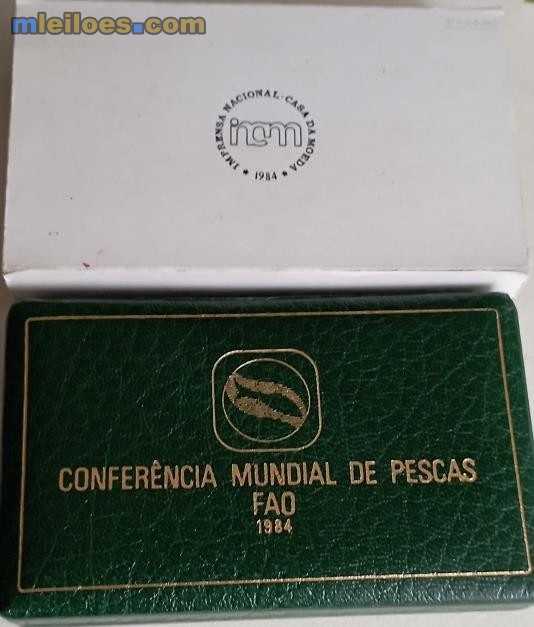 mleiloes.com
IMPRENSA NACIONAL-CASA DA MOEDA
incm
* 1984 *
CONFERÊNCIA MUNDIAL DE PESCAS
FAO
1984